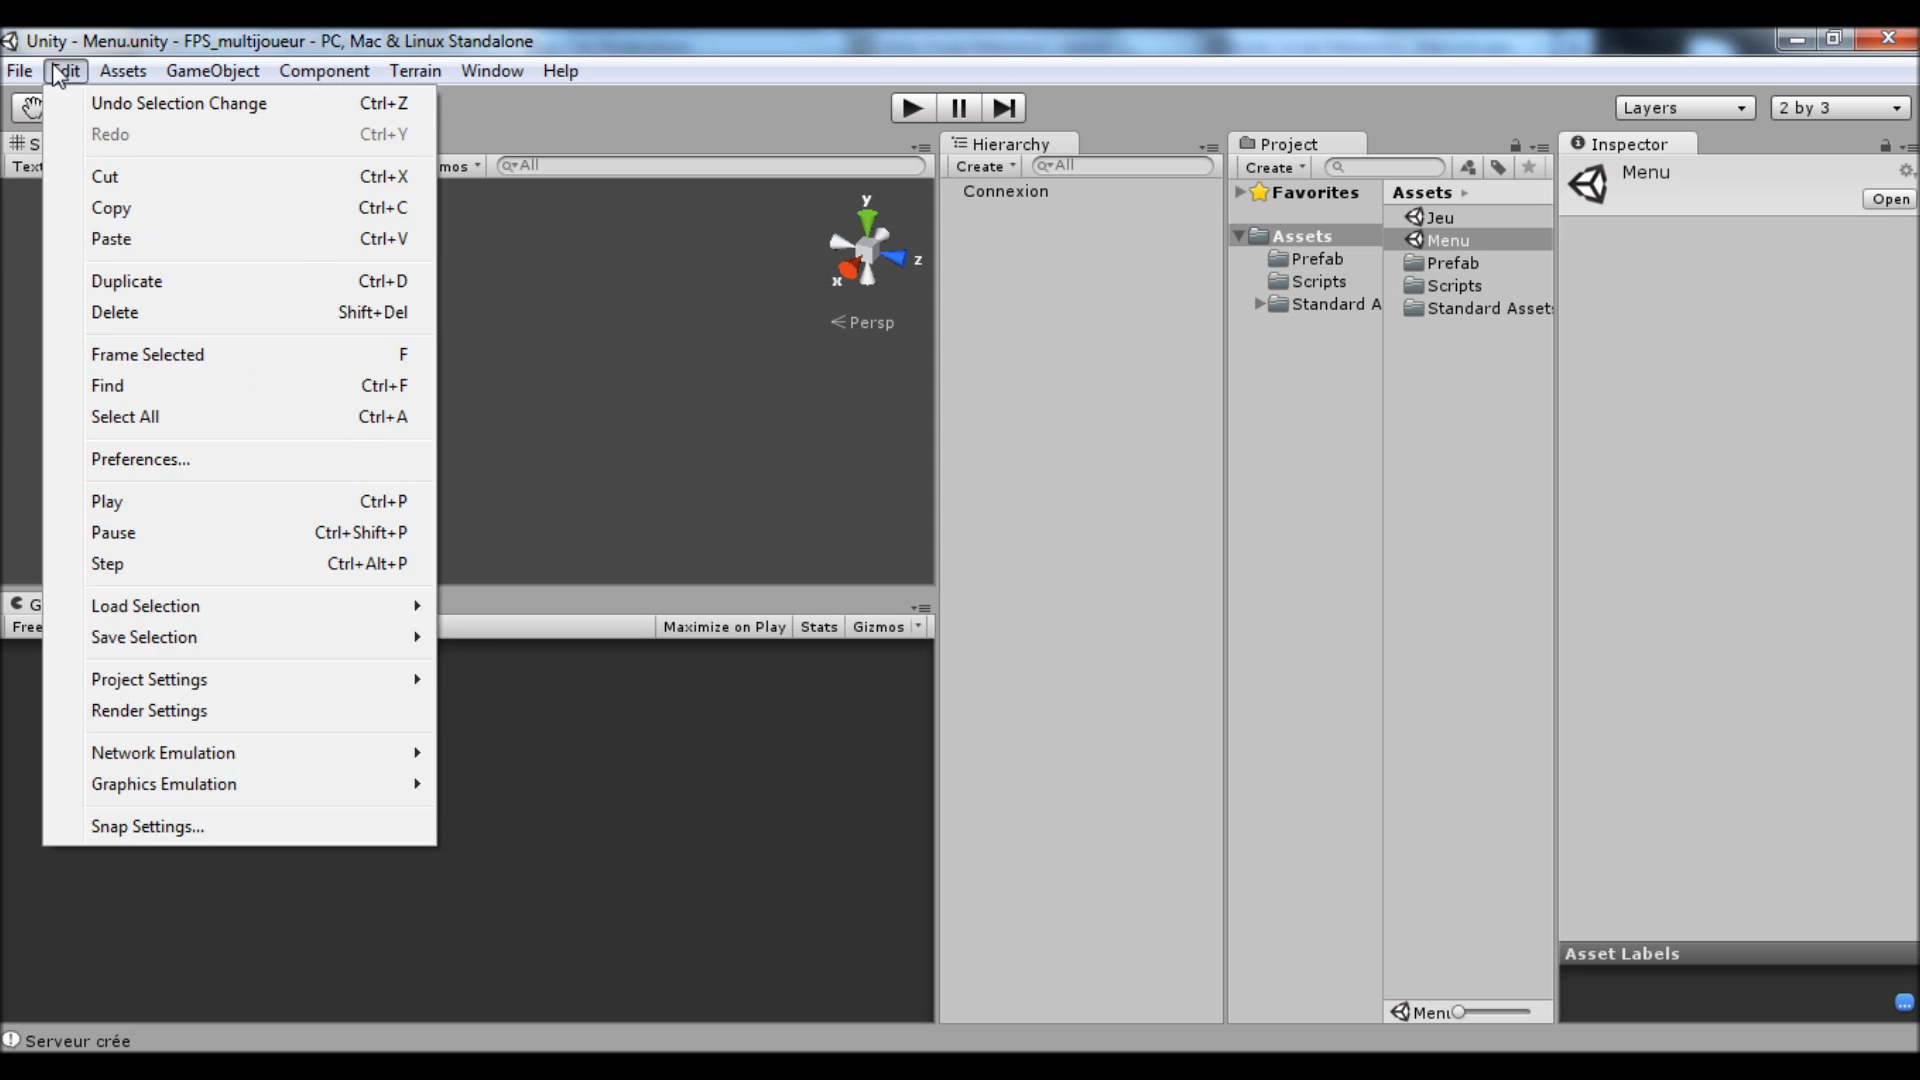 Unity - Menu.unity - FPS_multijoueur - PC, Mac & Linux Standalone
File Edit Assets GameObject Component Terrain Window Help
Undo Selection Change Ctrl+Z
Redo Ctrl+Y
Cut Ctrl+X
Copy Ctrl+C
Paste Ctrl+V
Duplicate Ctrl+D
Delete Shift+Del
Frame Selected F
Find Ctrl+F
Select All Ctrl+A
Preferences...
Play Ctrl+P
Pause Ctrl+Shift+P
Step Ctrl+Alt+P
Load Selection
Save Selection
Project Settings
Render Settings
Network Emulation
Graphics Emulation
Snap Settings...
S
Text
mos All
y
z
x
Persp
G
Free
Maximize on Play Stats Gizmos
Hierarchy
Create All
Connexion
Project
Create
Favorites
Assets
Prefab
Scripts
Standard A
Assets
Jeu
Menu
Prefab
Scripts
Standard Assets
Menu
Layers 2 by 3
Inspector
Menu
Open
Asset Labels
Serveur crée